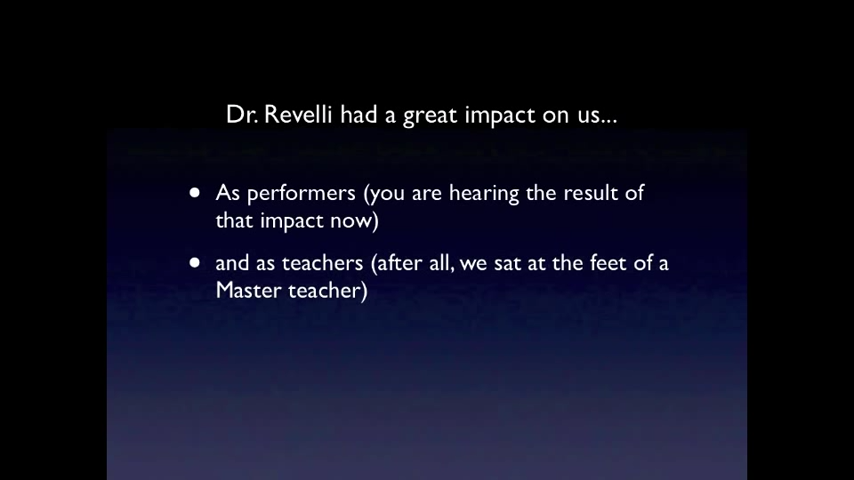 Dr. Revelli had a great impact on us...
• As performers (you are hearing the result of
that impact now)
• and as teachers (after all, we sat at the feet of a
Master teacher)